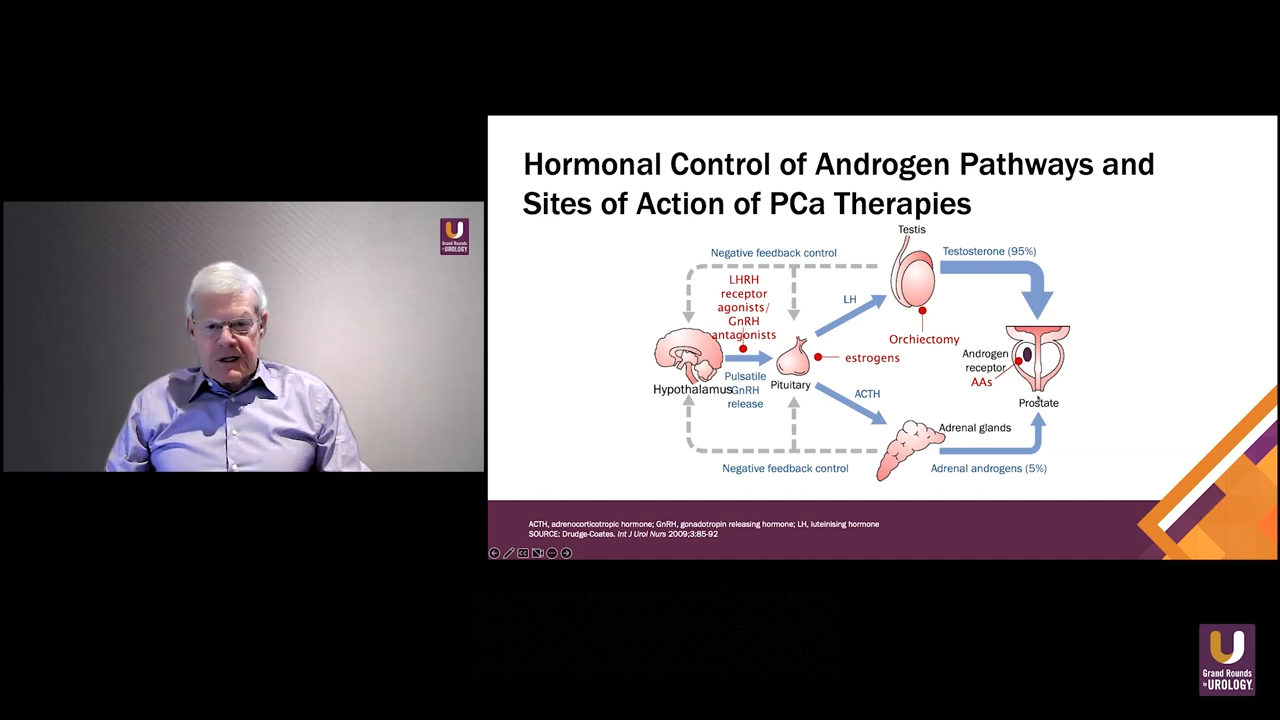 U
Grand Rounds
in UROLOGY
Hormonal Control of Androgen Pathways and
Sites of Action of PCa Therapies
Testis
Negative feedback control
Testosterone (95%)
LHRH
receptor
agonists/
GnRH
antagonists
LH
Orchiectomy
estrogens
Androgen
receptor
AAs
Hypothalamus
Pulsatile
GnRH
release
Pituitary
ACTH
Prostate
Adrenal glands
Negative feedback control
Adrenal androgens (5%)
ACTH, adrenocorticotropic hormone; GnRH, gonadotropin releasing hormone; LH, luteinising hormone
SOURCE: Drudge-Coates. Int J Urol Nurs 2009;3:85-92
CC
U
Grand Rounds
in UROLOGY